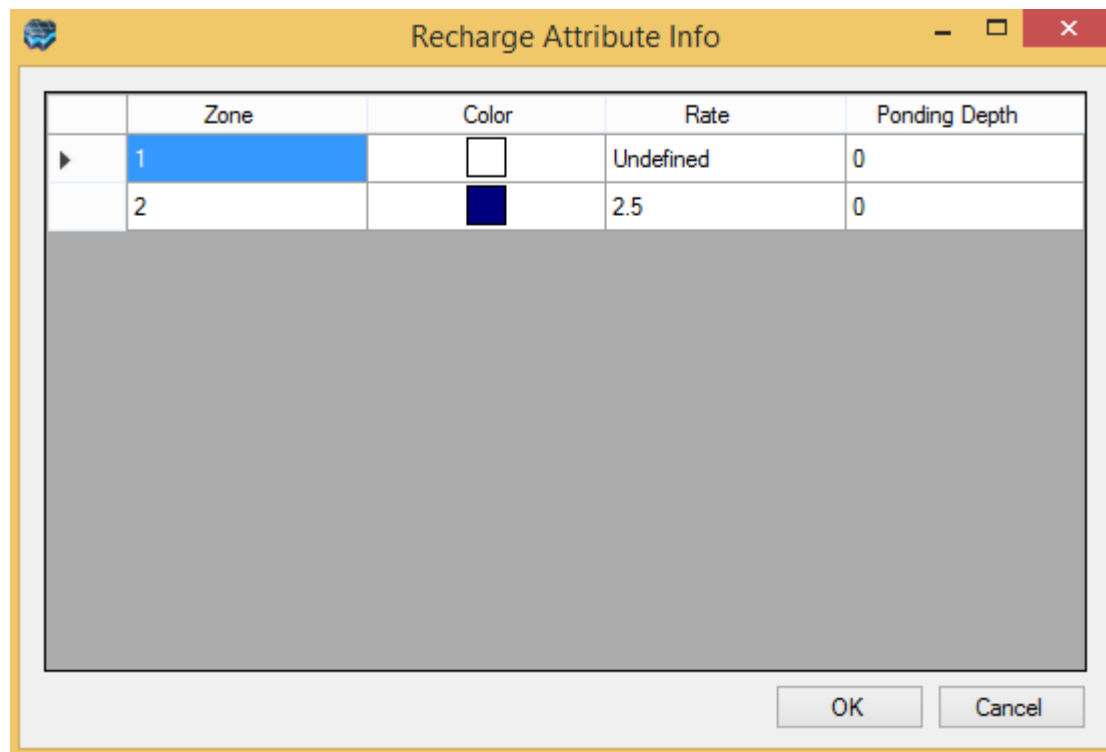 Recharge Attribute Info
Zone Color Rate Ponding Depth
1 Undefined 0
2 2.5 0
OK Cancel